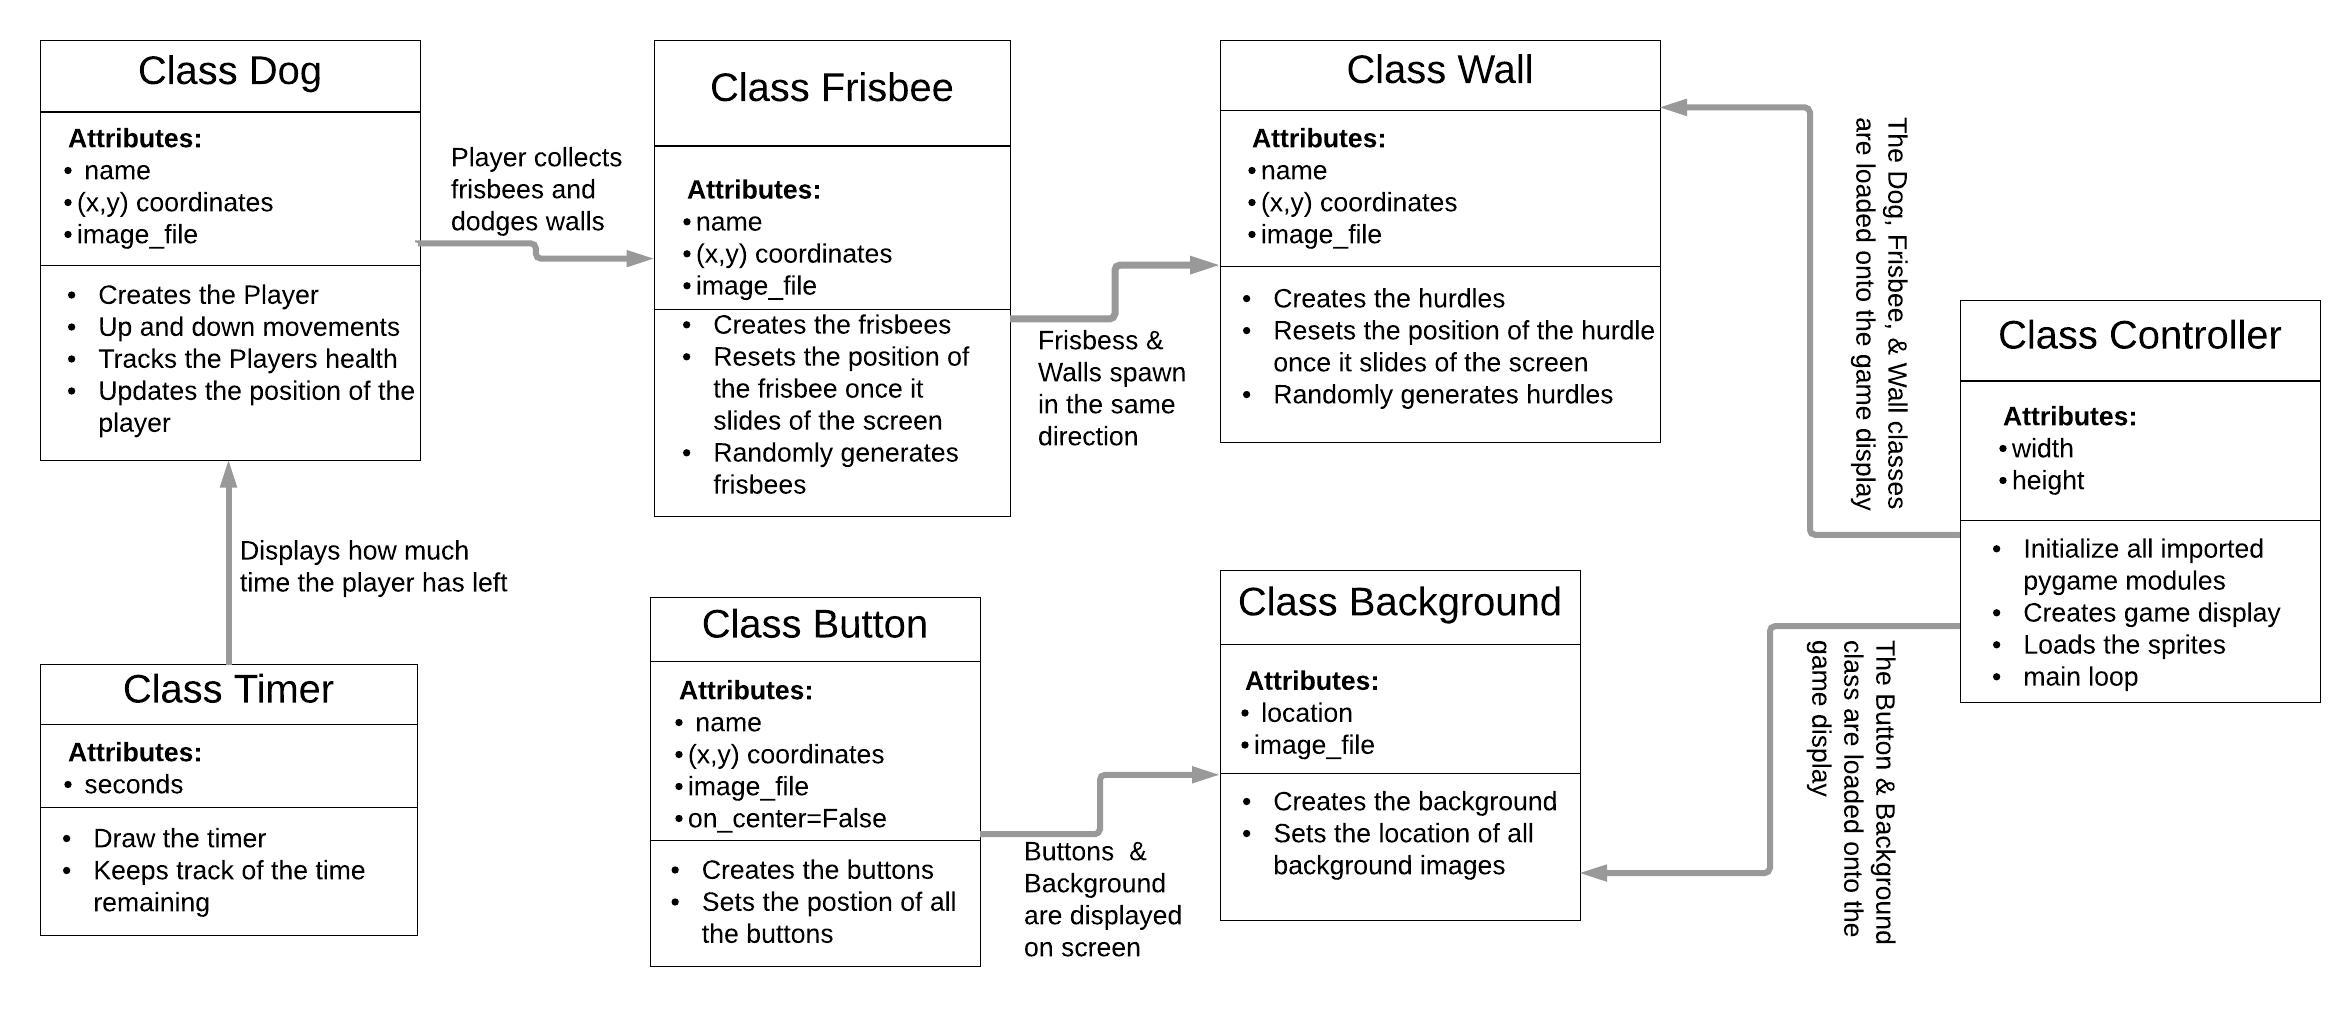 Class Dog
Attributes:
• name
• (x,y) coordinates
• image_file
• Creates the Player
• Up and down movements
• Tracks the Players health
• Updates the position of the
player
Player collects
frisbees and
dodges walls
Class Frisbee
Attributes:
• name
• (x,y) coordinates
• image_file
• Creates the frisbees
• Resets the position of
the frisbee once it
slides of the screen
• Randomly generates
frisbees
Frisbess &
Walls spawn
in the same
direction
Class Wall
Attributes:
• name
• (x,y) coordinates
• image_file
• Creates the hurdles
• Resets the position of the hurdle
once it slides of the screen
• Randomly generates hurdles
The Dog, Frisbee, & Wall classes
are loaded onto the game display
Class Controller
Attributes:
• width
• height
• Initialize all imported
pygame modules
• Creates game display
• Loads the sprites
• main loop
Displays how much
time the player has left
Class Timer
Attributes:
• seconds
• Draw the timer
• Keeps track of the time
remaining
Class Button
Attributes:
• name
• (x,y) coordinates
• image_file
• on_center=False
• Creates the buttons
• Sets the postion of all
the buttons
Buttons &
Background
are displayed
on screen
Class Background
Attributes:
• location
• image_file
• Creates the background
• Sets the location of all
background images
The Button & Background
class are loaded onto the
game display